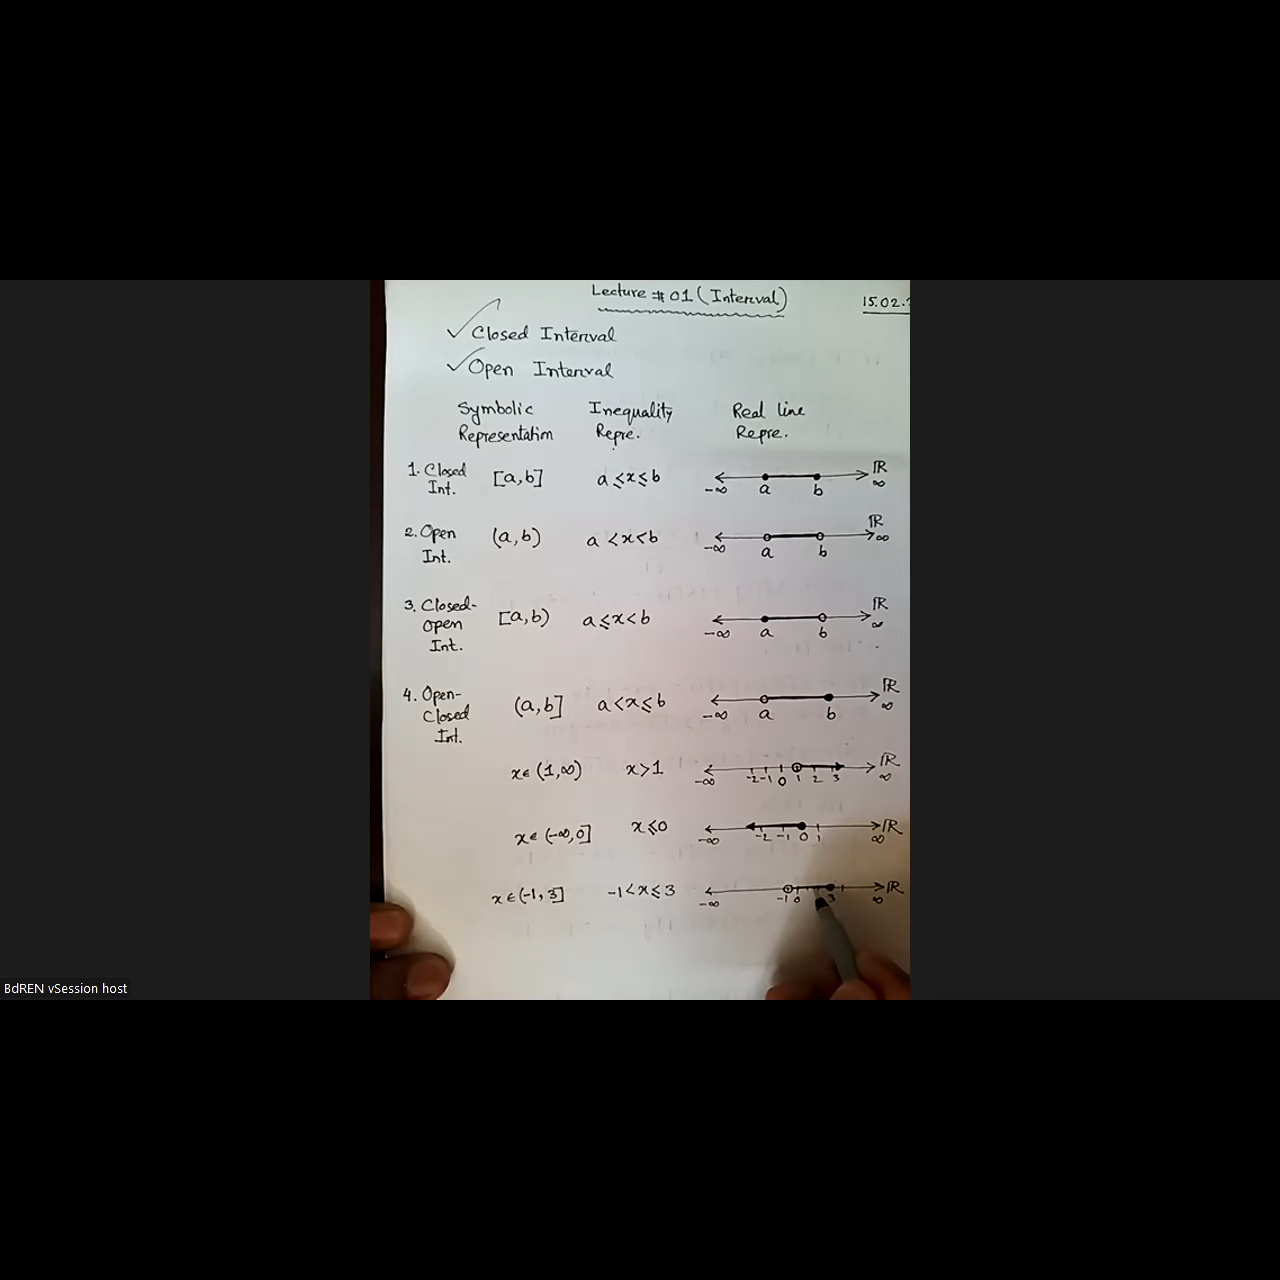 Lecture # 01 (Interval)
15.02.
Closed Interval
Open Interval
Symbolic Representation Inequality Repre. Real line Repre.
1. Closed Int. [a,b] a ≤ x ≤ b -∞ a b ℝ ∞
2. Open Int. (a,b) a < x < b -∞ a b ℝ ∞
3. Closed-open Int. [a,b) a ≤ x < b -∞ a b ℝ ∞
4. Open-Closed Int. (a,b] a < x ≤ b -∞ a b ℝ ∞
x ∈ (1,∞) x > 1 -∞ -2 -1 0 1 2 3 ℝ ∞
x ∈ (-∞,0] x ≤ 0 -∞ -2 -1 0 1 ℝ ∞
x ∈ (-1,3] -1 < x ≤ 3 -∞ -1 0 3 ℝ ∞
BdREN vSession host